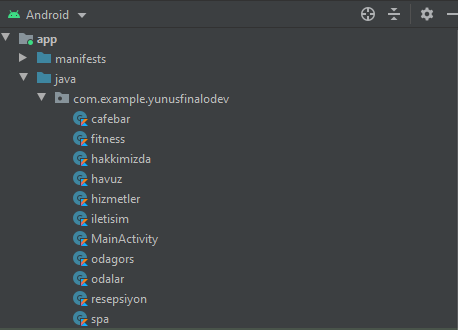 Android
app
manifests
java
com.example.yunusfinalodev
cafebar
fitness
hakkimizda
havuz
hizmetler
iletisim
MainActivity
odagors
odalar
resepsiyon
spa